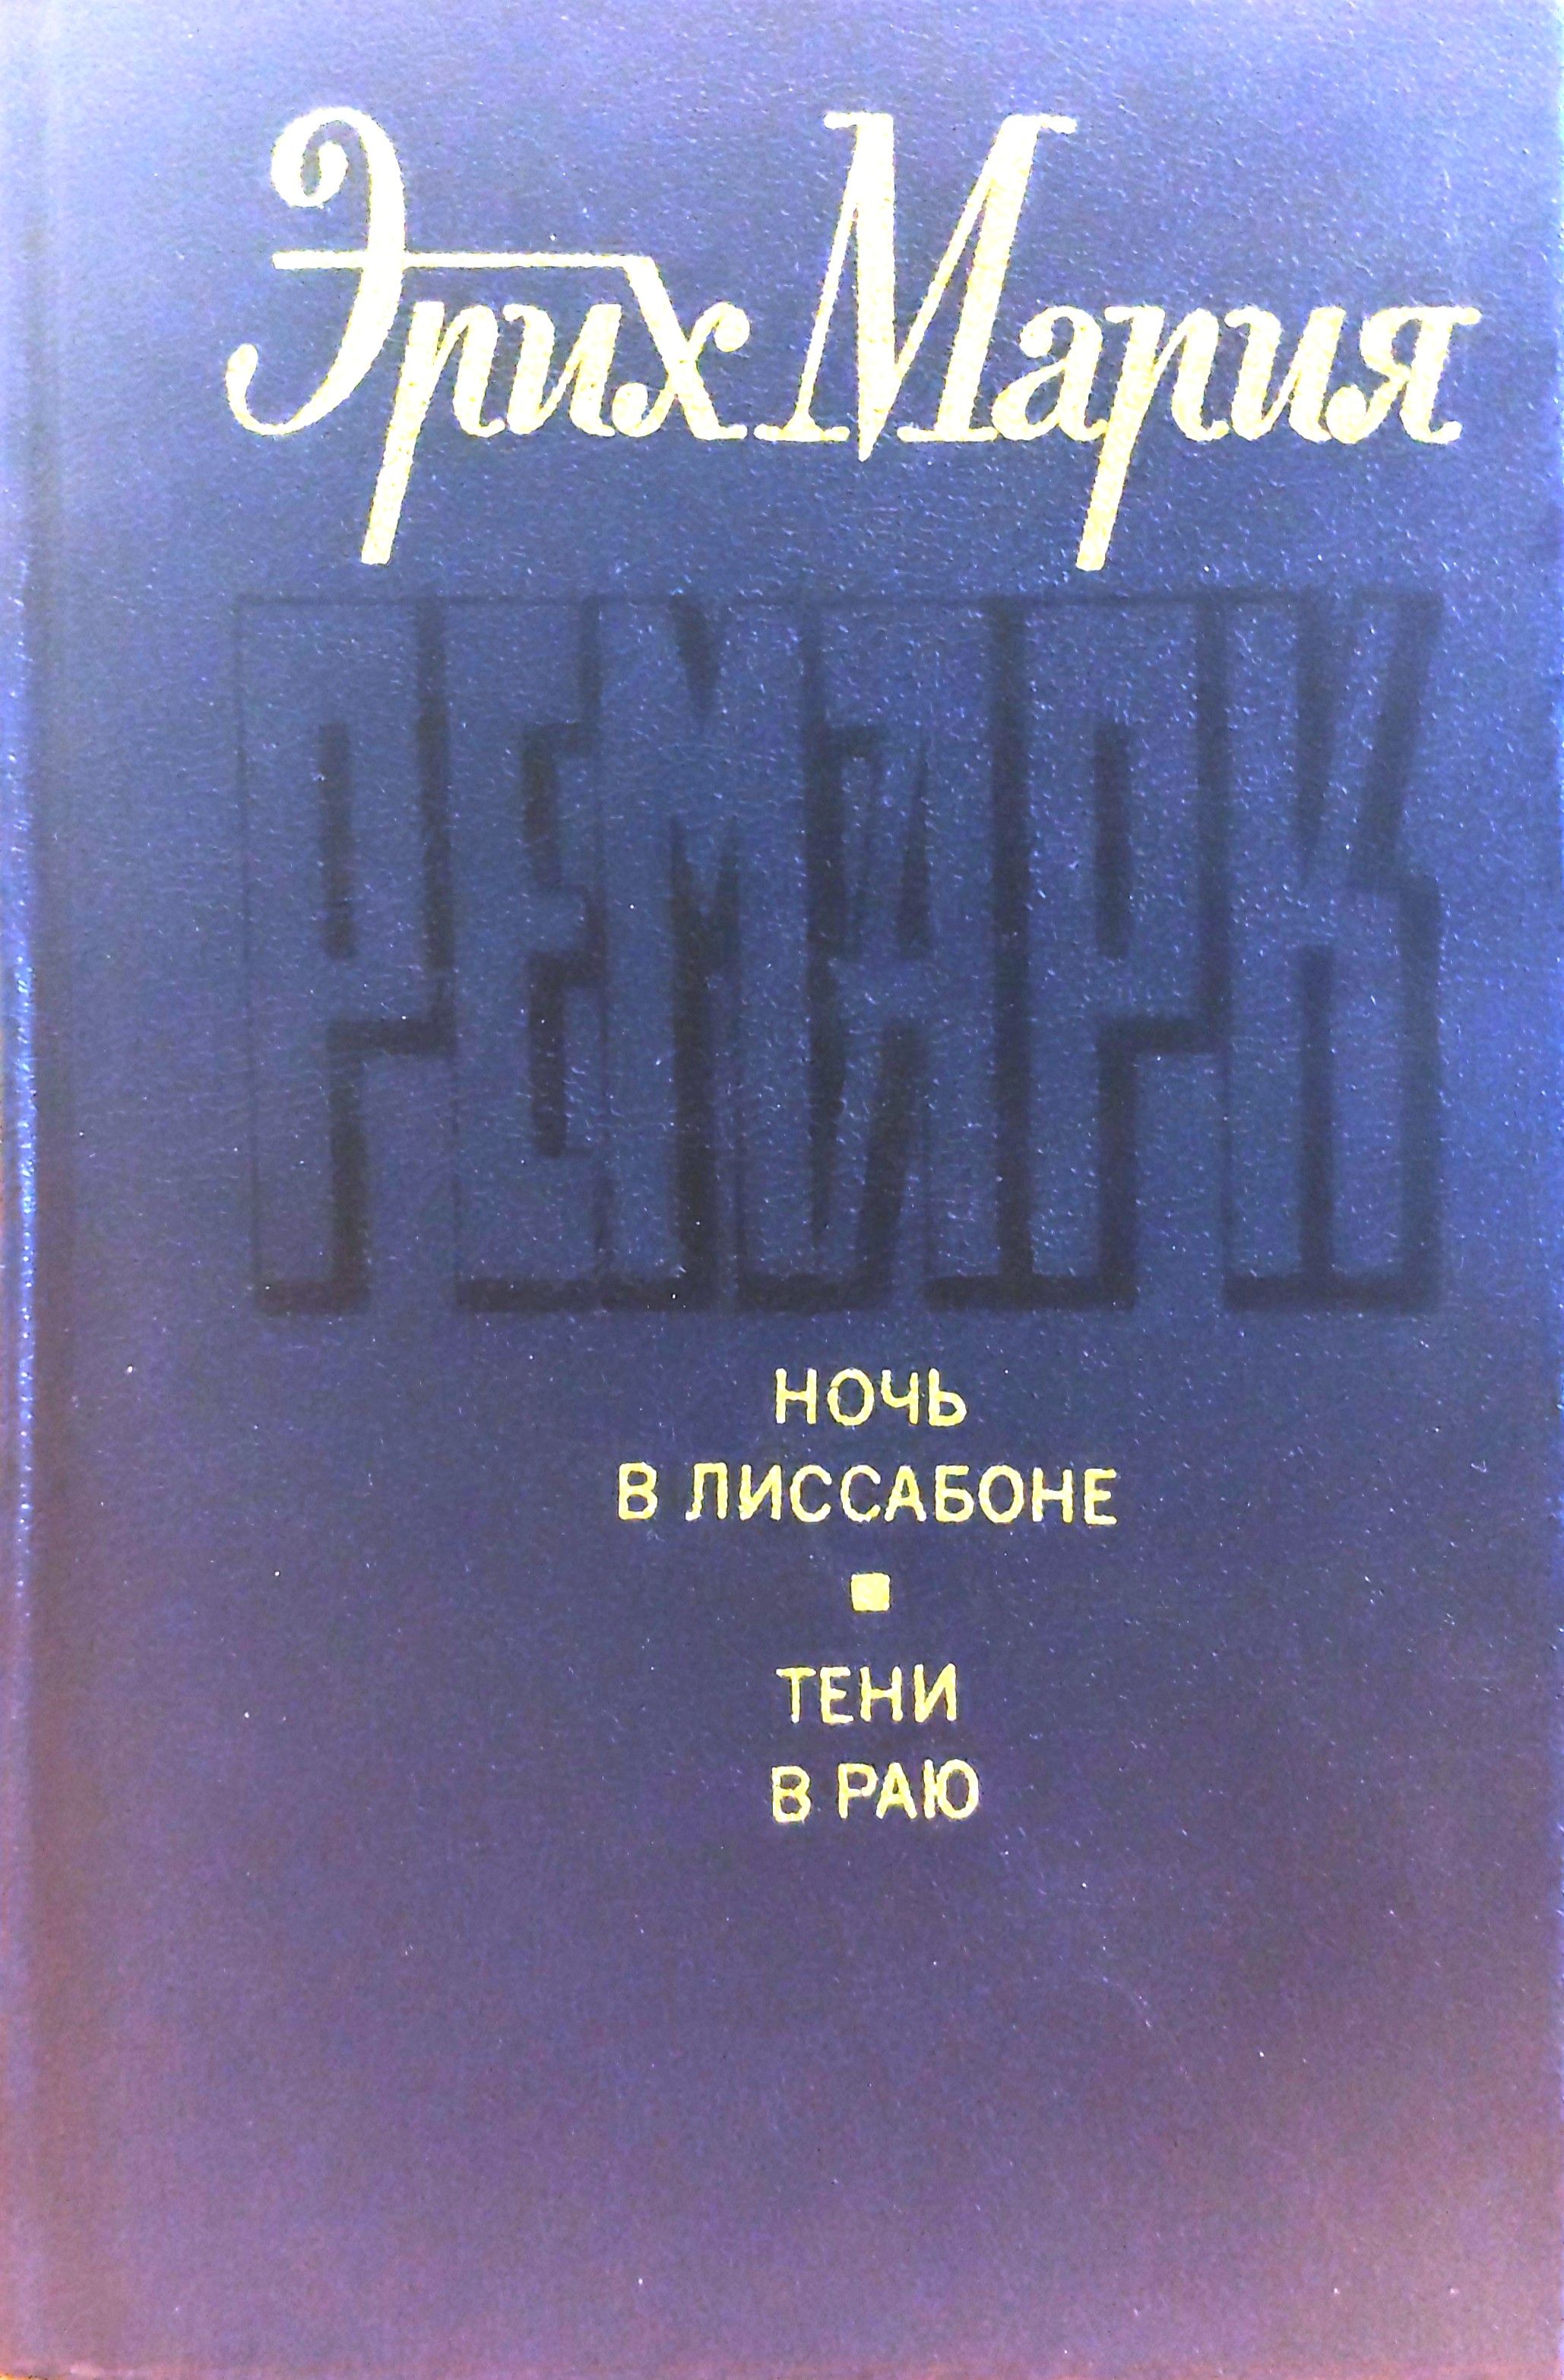 Эрих Мария
РЕМАРК
НОЧЬ
В ЛИССАБОНЕ
ТЕНИ
В РАЮ